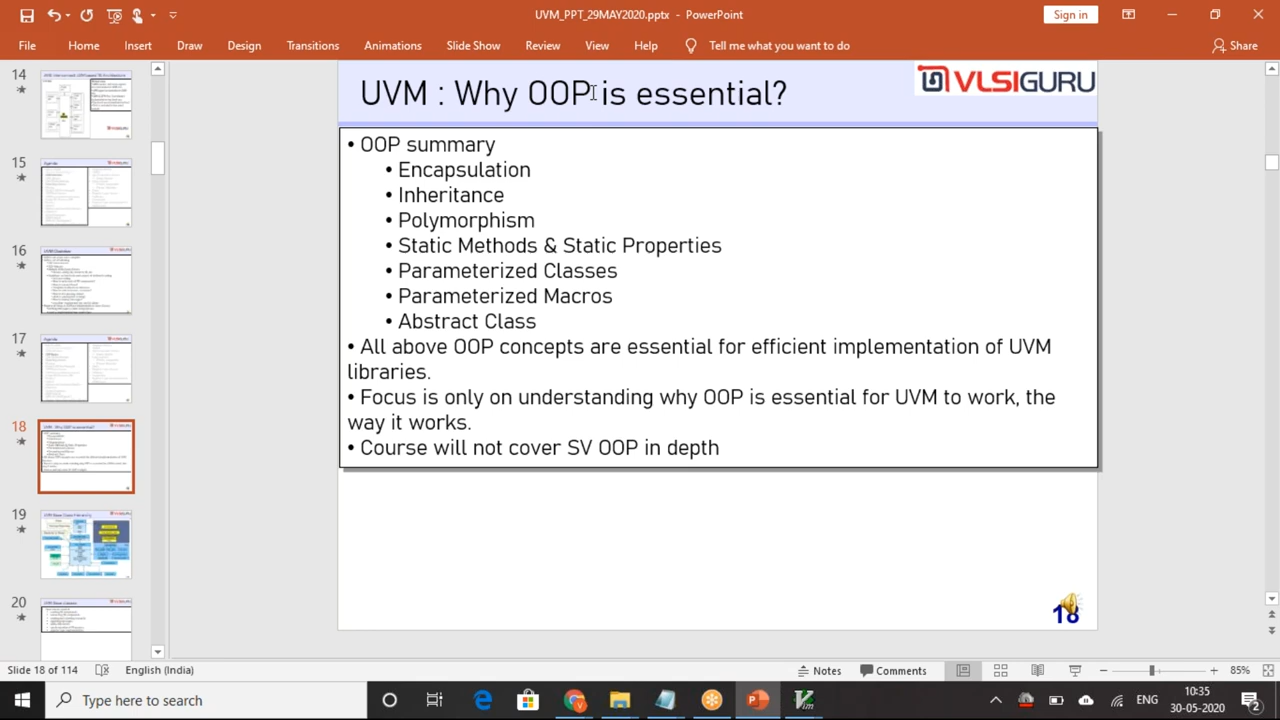 UVM_PPT_29MAY2020.pptx - PowerPoint
Sign in
File Home Insert Draw Design Transitions Animations Slide Show Review View Help Tell me what you want to do Share
14
15
16
17
18
19
20
UVM : Why OOP is essential?
VLSIGURU
• OOP summary
• Encapsulation
• Inheritance
• Polymorphism
• Static Methods & Static Properties
• Parameterized Classes
• Parameterized Macros
• Abstract Class
• All above OOP concepts are essential for efficient implementation of UVM
libraries.
• Focus is only on understanding why OOP is essential for UVM to work, the
way it works.
• Course will not cover SV OOP in depth
18
Slide 18 of 114 English (India) Notes Comments 85%
Type here to search
ENG
10:35
30-05-2020
2